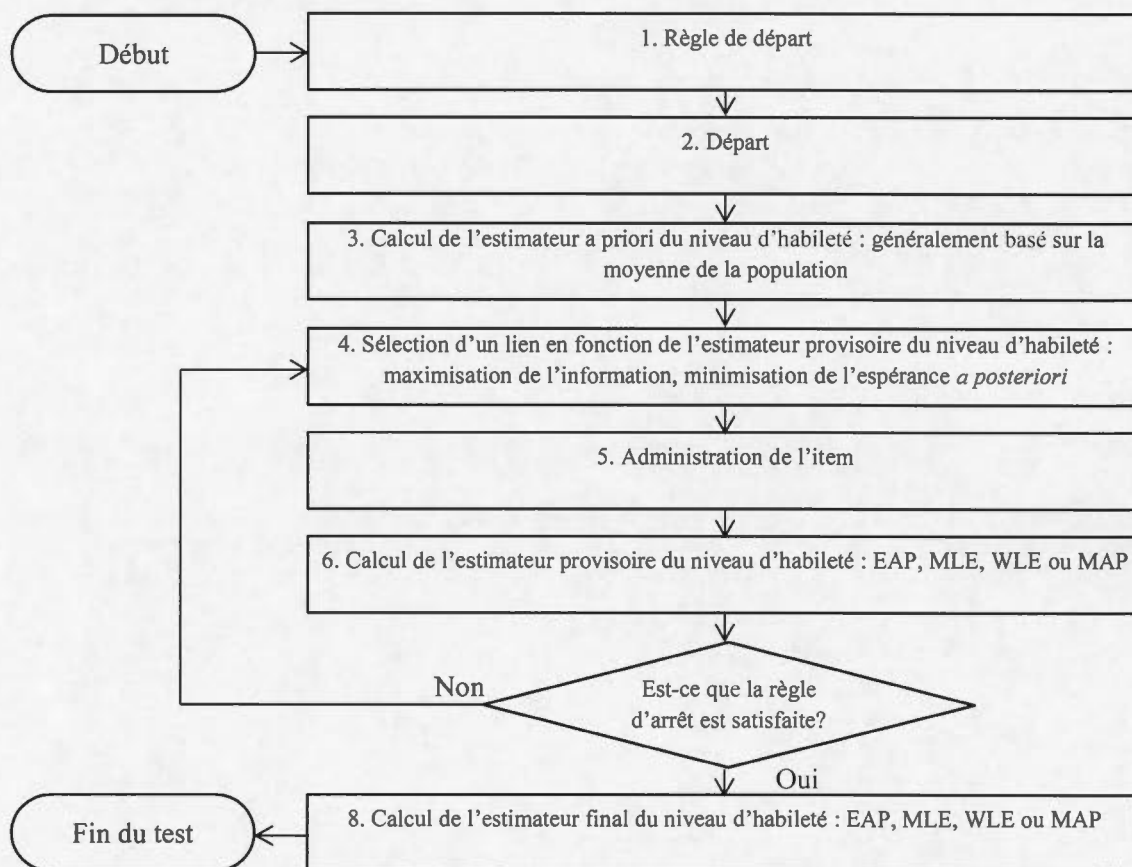 Début
1. Règle de départ
2. Départ
3. Calcul de l'estimateur a priori du niveau d'habileté : généralement basé sur la
moyenne de la population
4. Sélection d'un lien en fonction de l'estimateur provisoire du niveau d'habileté :
maximisation de l'information, minimisation de l'espérance a posteriori
5. Administration de l'item
6. Calcul de l'estimateur provisoire du niveau d'habileté : EAP, MLE, WLE ou MAP
Non
Est-ce que la règle
d'arrêt est satisfaite?
Oui
Fin du test
8. Calcul de l'estimateur final du niveau d'habileté : EAP, MLE, WLE ou MAP